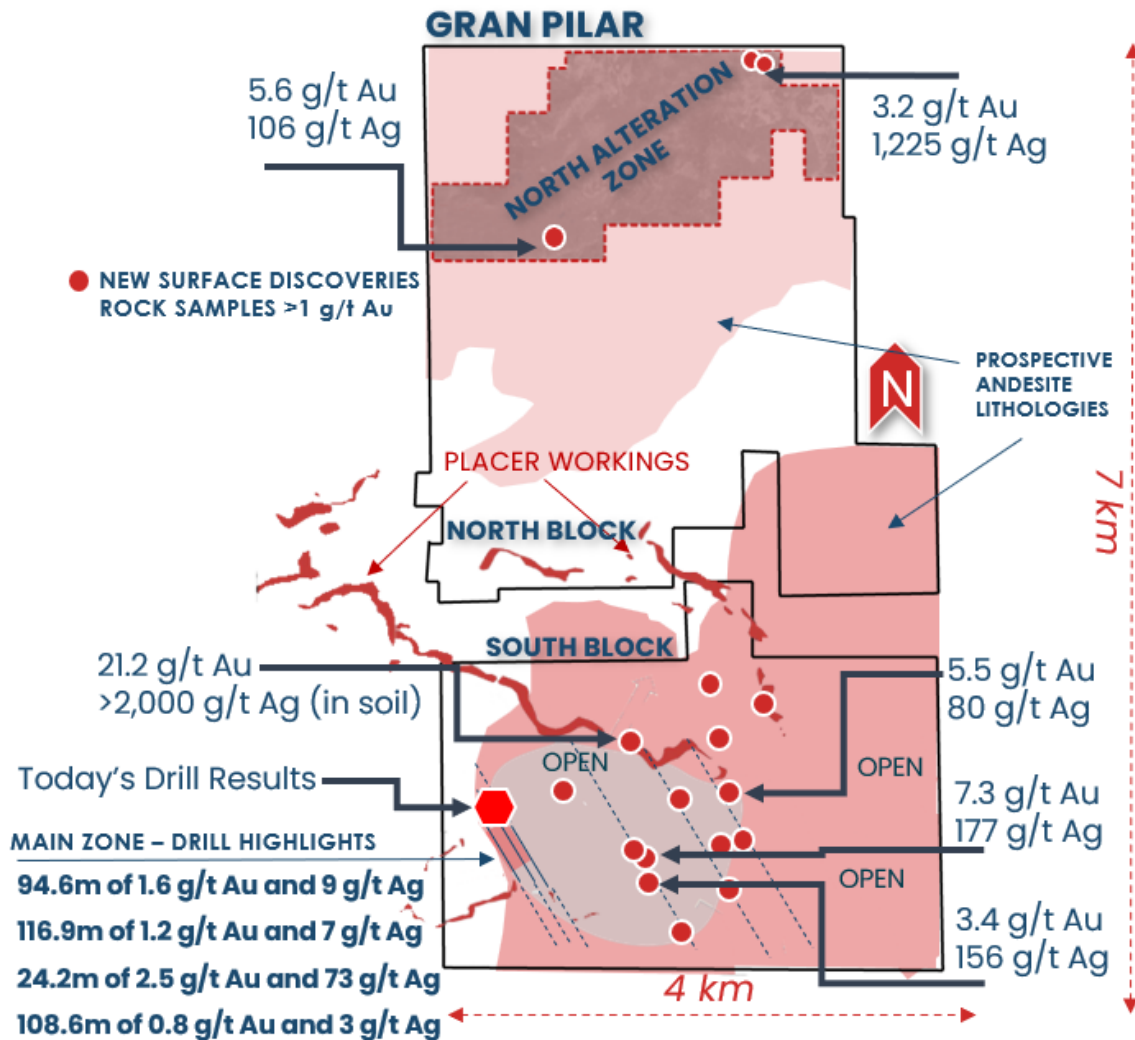 GRAN PILAR
5.6 g/t Au
106 g/t Ag
3.2 g/t Au
1,225 g/t Ag
NORTH ALTERATION
ZONE
NEW SURFACE DISCOVERIES
ROCK SAMPLES >1 g/t Au
PROSPECTIVE
ANDESITE
LITHOLOGIES
N
7 km
PLACER WORKINGS
NORTH BLOCK
SOUTH BLOCK
21.2 g/t Au
>2,000 g/t Ag (in soil)
5.5 g/t Au
80 g/t Ag
OPEN
OPEN
Today's Drill Results
7.3 g/t Au
177 g/t Ag
MAIN ZONE – DRILL HIGHLIGHTS
94.6m of 1.6 g/t Au and 9 g/t Ag
116.9m of 1.2 g/t Au and 7 g/t Ag
24.2m of 2.5 g/t Au and 73 g/t Ag
108.6m of 0.8 g/t Au and 3 g/t Ag
OPEN
3.4 g/t Au
156 g/t Ag
4 km